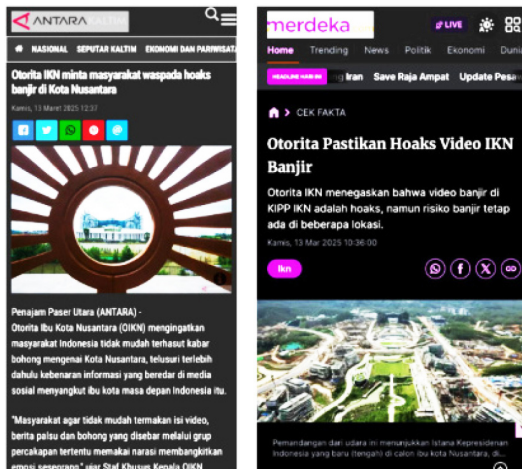 ANTARA KALTIM
NASIONAL SEPUTAR KALTIM EKONOMI DAN PARIWISATA
Otorita IKN minta masyarakat waspada hoaks
banjir di Kota Nusantara
Kamis, 13 Maret 2025 12:37
Penajam Paser Utara (ANTARA) -
Otorita Ibu Kota Nusantara (OIKN) mengingatkan
masyarakat Indonesia tidak mudah terhasut kabar
bohong mengenai Kota Nusantara, telusuri terlebih
dahulu kebenaran informasi yang beredar di media
sosial menyangkut ibu kota masa depan Indonesia itu.
"Masyarakat agar tidak mudah termakan isi video,
berita palsu dan bohong yang disebar melalui grup
percakapan tertentu memakai narasi membangkitkan
emosi seseorang," ujar Staf Khusus Kepala OIKN
merdeka
LIVE
Home Trending News Politik Ekonomi Dunia
HEADLINE HARI INI Iran Save Raja Ampat Update Pesaw
CEK FAKTA
Otorita Pastikan Hoaks Video IKN
Banjir
Otorita IKN menegaskan bahwa video banjir di
KIPP IKN adalah hoaks, namun risiko banjir tetap
ada di beberapa lokasi.
Kamis, 13 Mar 2025 10:36:00
Ikn
Pemandangan dari udara ini menunjukkan Istana Kepresidenan
Indonesia yang baru (tengah) di calon ibu kota Nusantara, di...